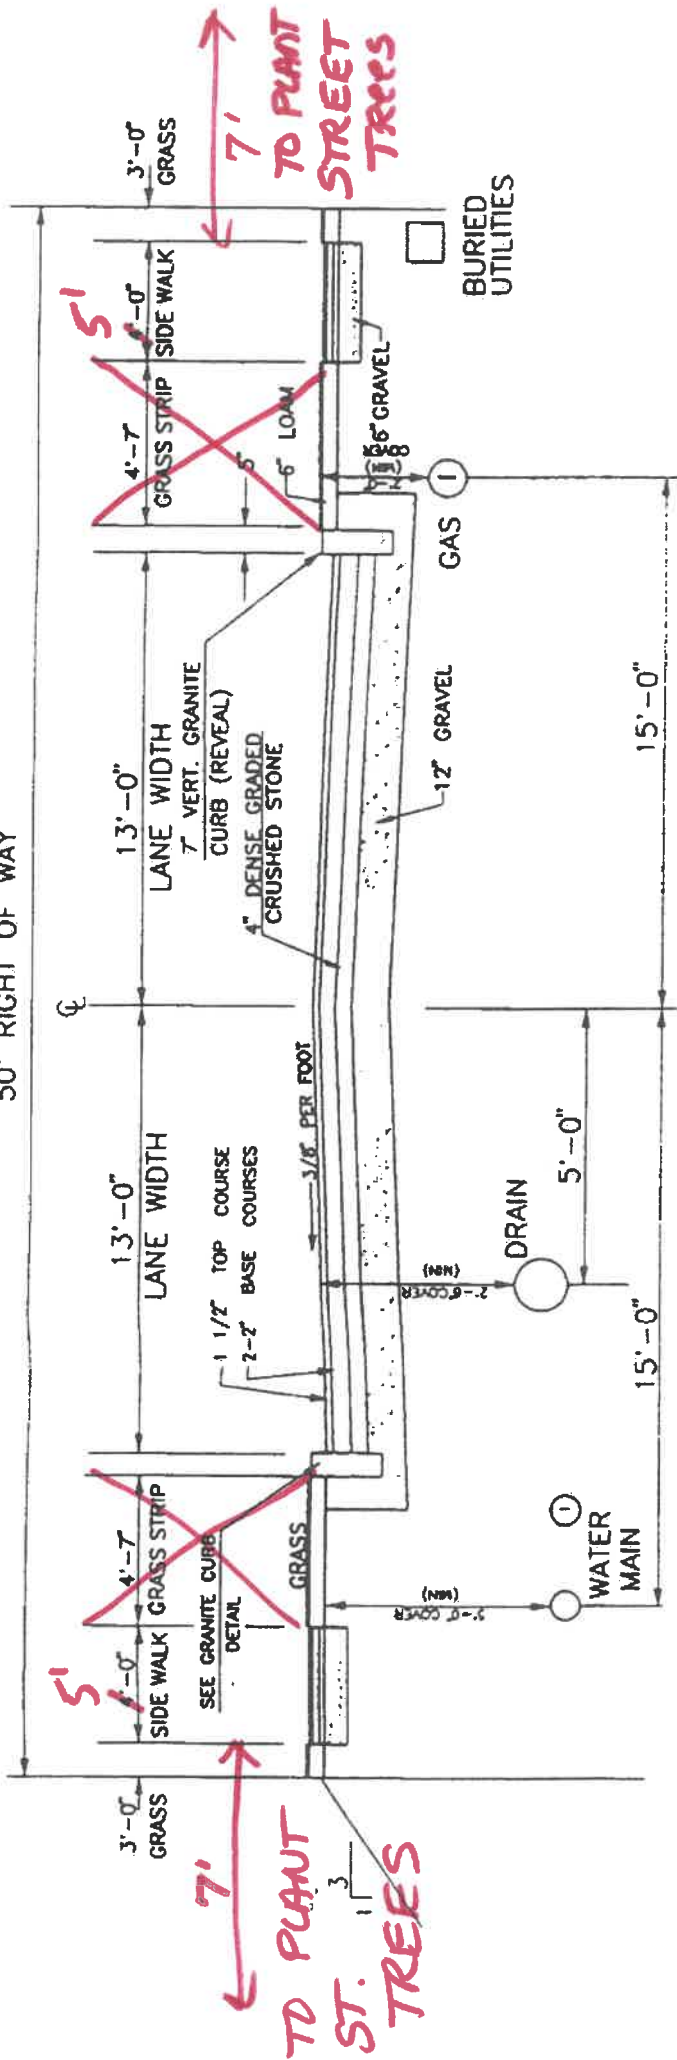 50' RIGHT OF WAY
3'-0"
GRASS
5'
SIDE WALK
4'-7"
GRASS STRIP
13'-0"
LANE WIDTH
℄
13'-0"
LANE WIDTH
4'-7"
GRASS STRIP
5"
5'
SIDE WALK
3'-0"
GRASS
7'
TO PLANT
ST.
TREES
7'
TO PLANT
STREET
TREES
SEE GRANITE CURB
DETAIL
GRASS
1 1/2" TOP COURSE
2-2" BASE COURSES
3/8" PER FOOT
7" VERT. GRANITE
CURB (REVEAL)
4" DENSE GRADED
CRUSHED STONE
6" LOAM
6" GRAVEL
12" GRAVEL
3
1
5'-0" COVER
(MIN)
WATER
MAIN
1
2'-6" COVER
(MIN)
DRAIN
GAS
1
BURIED
UTILITIES
5'-0"
15'-0"
15'-0"